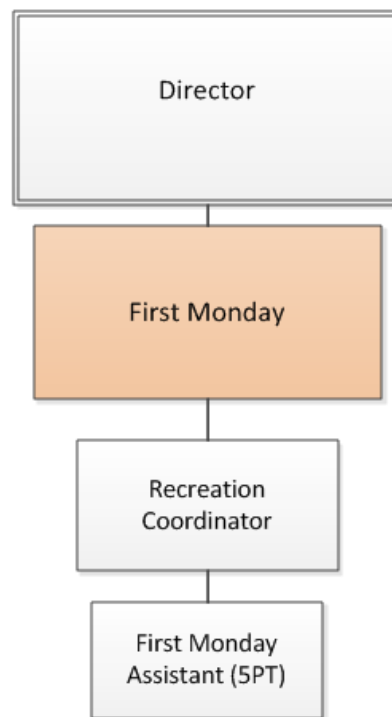 Director
First Monday
Recreation
Coordinator
First Monday
Assistant (5PT)